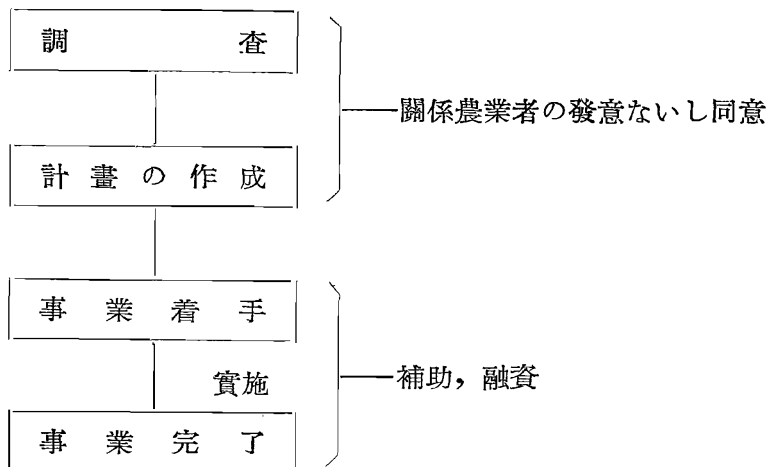 調査
關係農業者の發意ないし同意
計畫の作成
事業着手
實施
補助，融資
事業完了